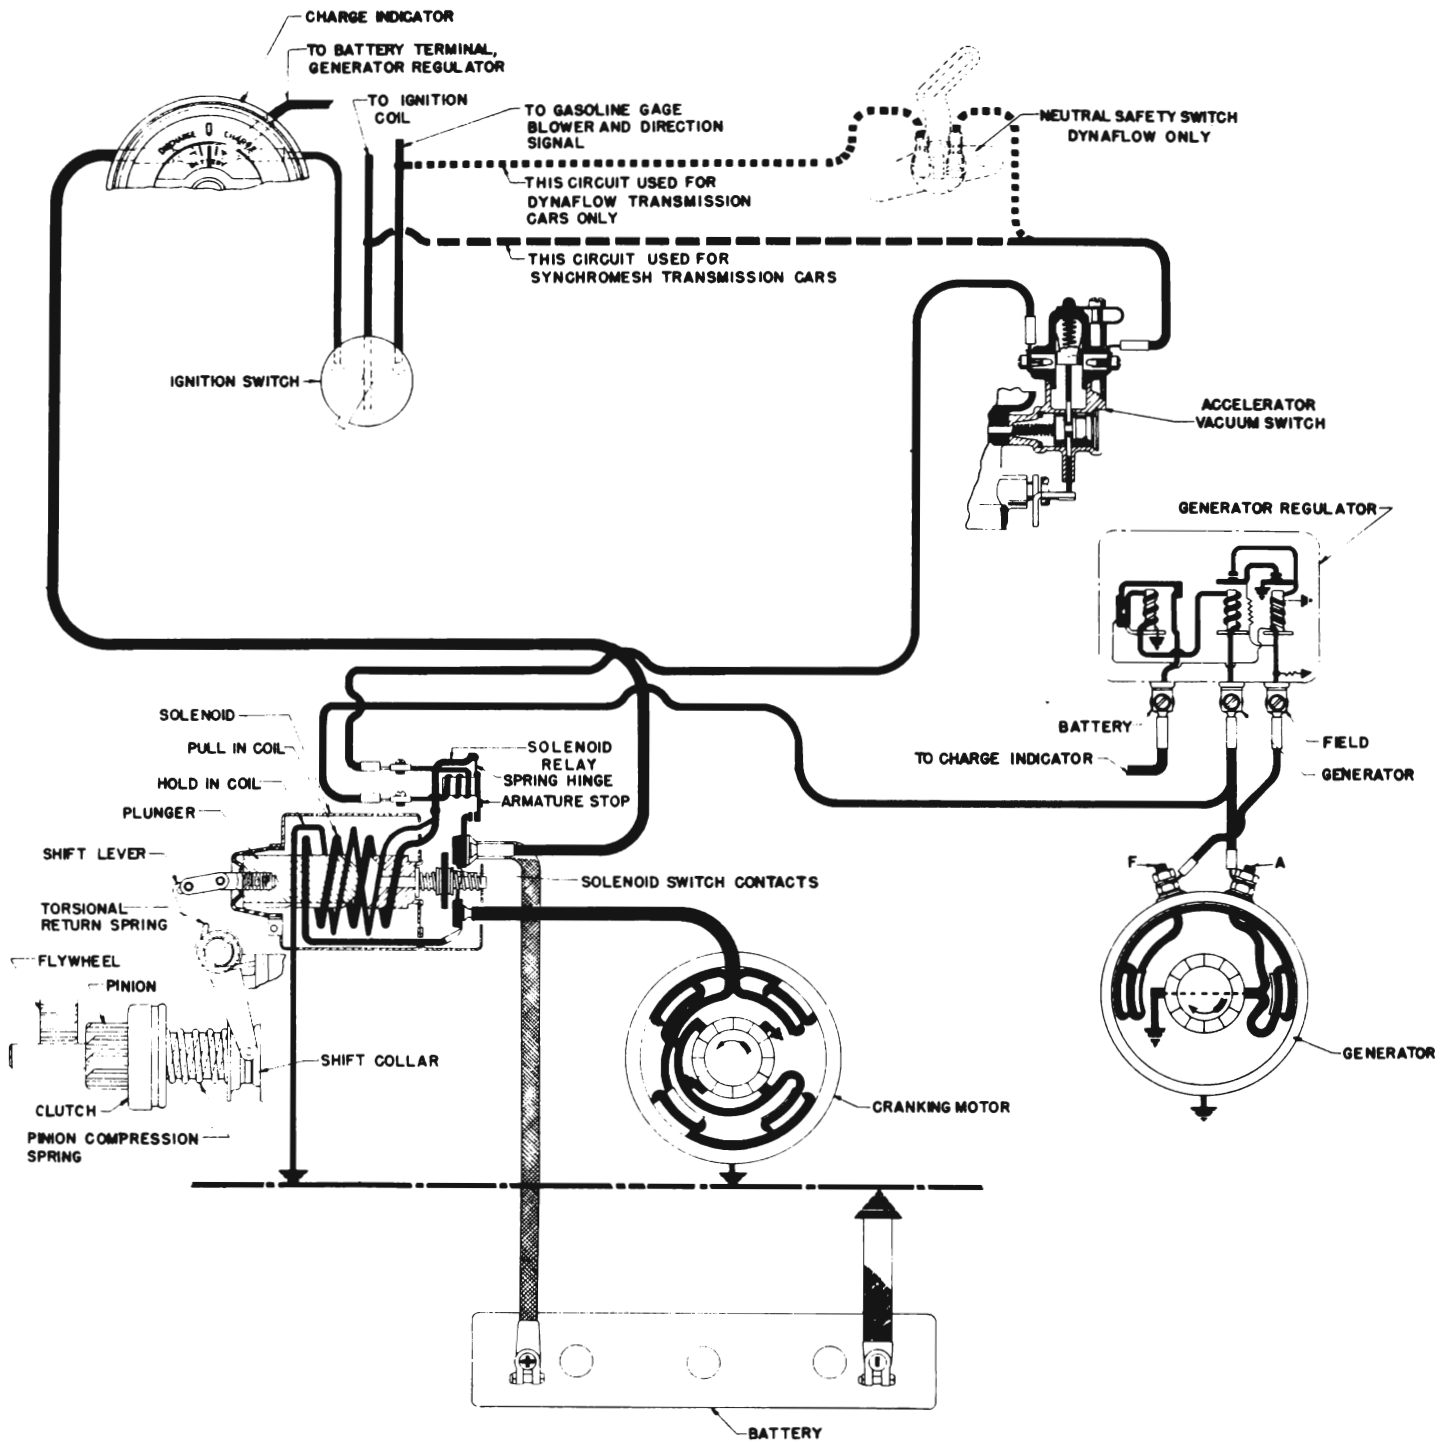 CHARGE INDICATOR
TO BATTERY TERMINAL,
GENERATOR REGULATOR
TO IGNITION
COIL
TO GASOLINE GAGE
BLOWER AND DIRECTION
SIGNAL
NEUTRAL SAFETY SWITCH
DYNAFLOW ONLY
DISCHARGE 0 CHARGE
BATTERY
THIS CIRCUIT USED FOR
DYNAFLOW TRANSMISSION
CARS ONLY
THIS CIRCUIT USED FOR
SYNCHROMESH TRANSMISSION CARS
IGNITION SWITCH
ACCELERATOR
VACUUM SWITCH
GENERATOR REGULATOR
SOLENOID
PULL IN COIL
HOLD IN COIL
PLUNGER
SHIFT LEVER
TORSIONAL
RETURN SPRING
FLYWHEEL
PINION
SOLENOID
RELAY
SPRING HINGE
ARMATURE STOP
BATTERY
TO CHARGE INDICATOR
FIELD
GENERATOR
F
A
SOLENOID SWITCH CONTACTS
SHIFT COLLAR
CLUTCH
PINION COMPRESSION
SPRING
CRANKING MOTOR
GENERATOR
+
-
BATTERY